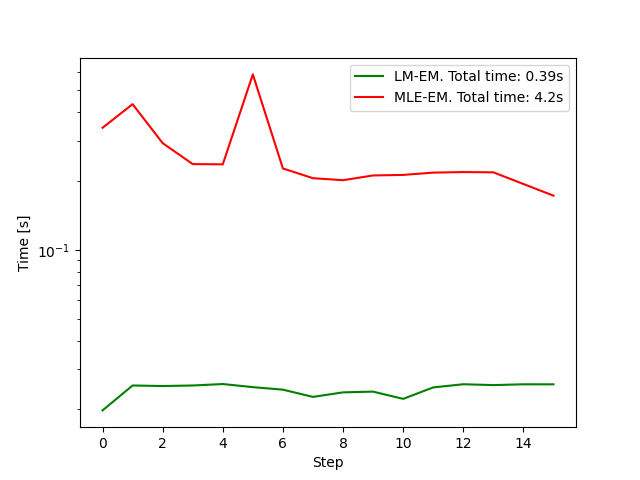 LM-EM. Total time: 0.39s
MLE-EM. Total time: 4.2s
Time [s]
10⁻¹
0 2 4 6 8 10 12 14
Step